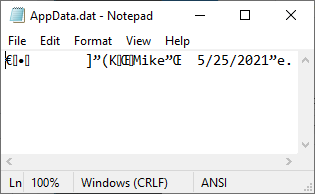 AppData.dat - Notepad
File Edit Format View Help
€▯•▯ ]”(K▯Œ▯Mike”Œ 5/25/2021”e.
Ln 100% Windows (CRLF) ANSI